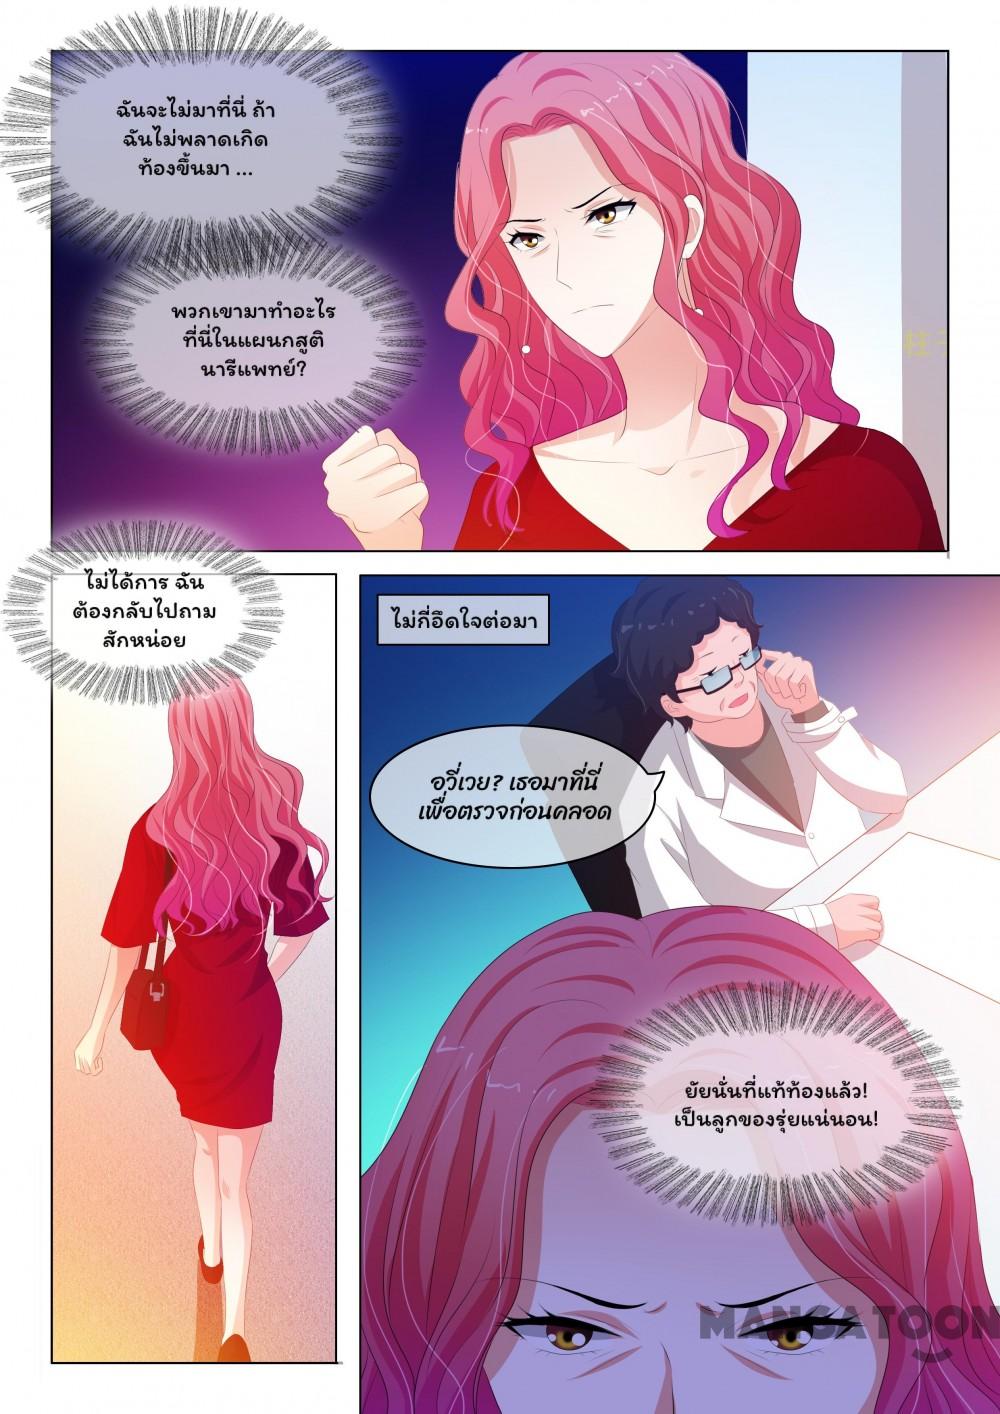 ฉันจะไม่มาที่นี่ ถ้า
ฉันไม่พลาดเกิด
ท้องขึ้นมา ...
พวกเขามาทำอะไร
ที่นี่ในแผนกสูติ
นารีแพทย์?
ไม่ได้การ ฉัน
ต้องกลับไปถาม
สักหน่อย
ไม่กี่อึดใจต่อมา
อวี่เวย? เธอมาที่นี่
เพื่อตรวจก่อนคลอด
ยัยนั่นที่แท้ท้องแล้ว!
เป็นลูกของรุ่ยแน่นอน!
MANGATOON